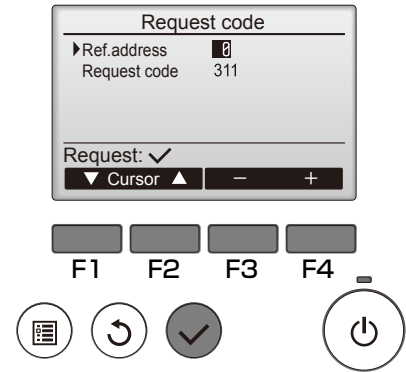 Request code
Ref.address 0
Request code 311
Request: ✓
▼ Cursor ▲ − +
F1 F2 F3 F4